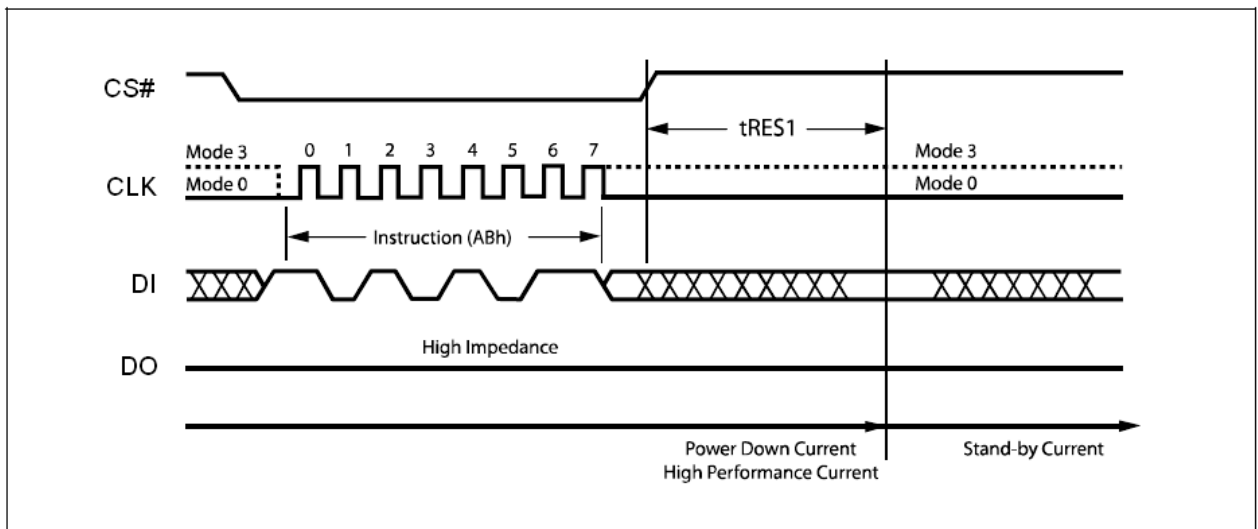 CS#
tRES1
Mode 3 0 1 2 3 4 5 6 7 Mode 3
CLK Mode 0 Mode 0
Instruction (ABh)
DI
High Impedance
DO
Power Down Current Stand-by Current
High Performance Current